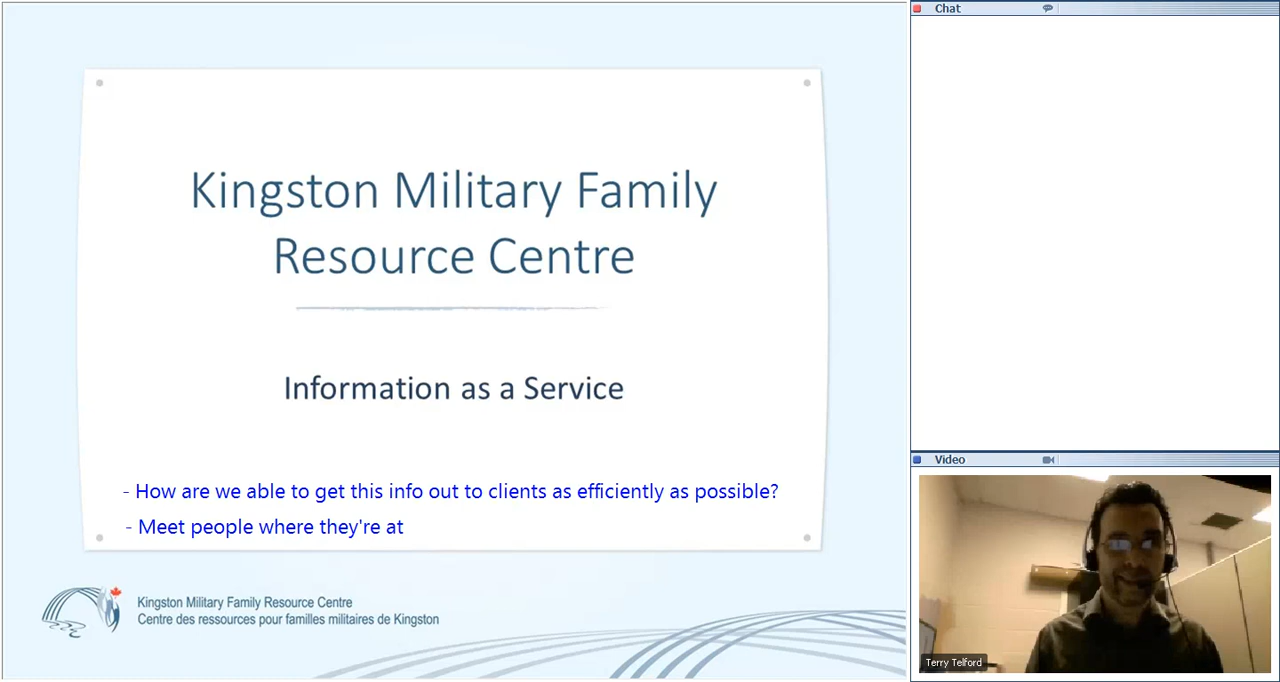 Kingston Military Family
Resource Centre
Information as a Service
- How are we able to get this info out to clients as efficiently as possible?
- Meet people where they're at
Kingston Military Family Resource Centre
Centre des ressources pour familles militaires de Kingston
Chat
Video
Terry Telford